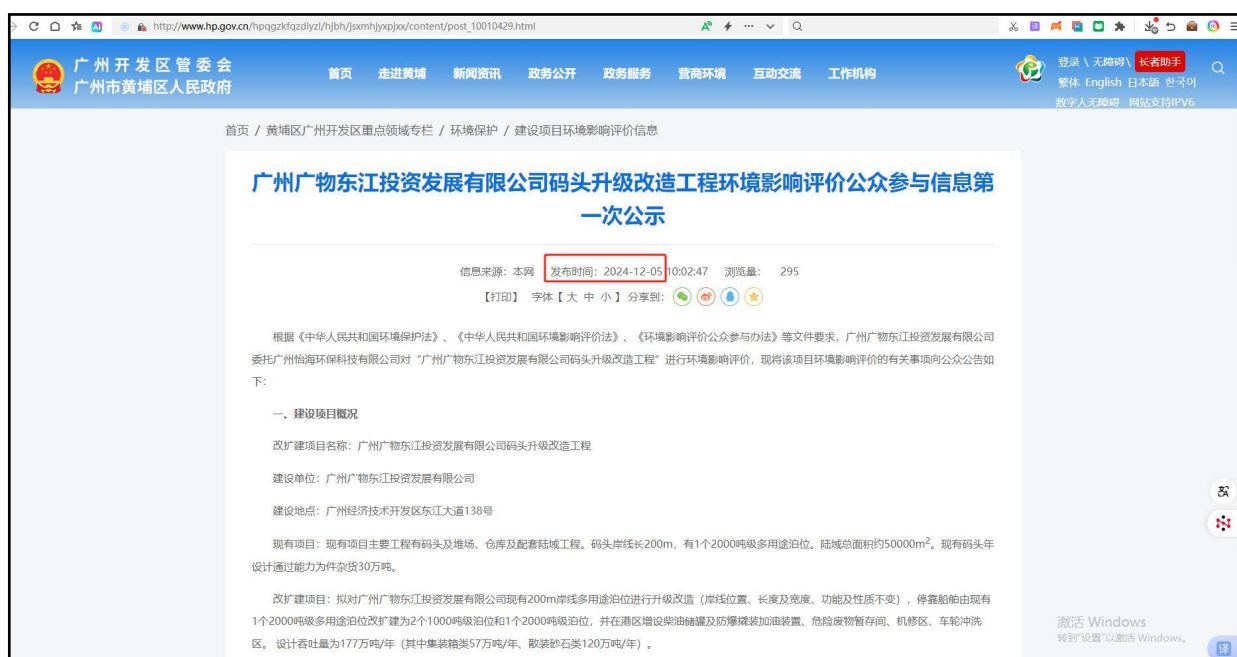 http://www.hp.gov.cn/hpqgzkfqzdlyzl/hjbh/jsxmhjyxpjxx/content/post_10010429.html
广州开发区管委会
广州市黄埔区人民政府
首页 走进黄埔 新闻资讯 政务公开 政务服务 营商环境 互动交流 工作机构
登录 \ 无障碍 \ 长者助手
繁体 English 日本語 한국어
数字人无障碍 网站支持IPV6
首页 / 黄埔区广州开发区重点领域专栏 / 环境保护 / 建设项目环境影响评价信息
广州广物东江投资发展有限公司码头升级改造工程环境影响评价公众参与信息第
一次公示
信息来源：本网 发布时间：2024-12-05 10:02:47 浏览量： 295
【打印】 字体【 大 中 小 】 分享到：
根据《中华人民共和国环境保护法》、《中华人民共和国环境影响评价法》、《环境影响评价公众参与办法》等文件要求，广州广物东江投资发展有限公司
委托广州怡海环保科技有限公司对“广州广物东江投资发展有限公司码头升级改造工程”进行环境影响评价，现将该项目环境影响评价的有关事项向公众公告如
下：
一、建设项目概况
改扩建项目名称：广州广物东江投资发展有限公司码头升级改造工程
建设单位：广州广物东江投资发展有限公司
建设地点：广州经济技术开发区东江大道138号
现有项目：现有项目主要工程有码头及堆场、仓库及配套陆域工程。码头岸线长200m，有1个2000吨级多用途泊位。陆域总面积约50000m²。现有码头年
设计通过能力为件杂货30万吨。
改扩建项目：拟对广州广物东江投资发展有限公司现有200m岸线多用途泊位进行升级改造（岸线位置、长度及宽度、功能及性质不变），停靠船舶由现有
1个2000吨级多用途泊位改扩建为2个1000吨级泊位和1个2000吨级泊位，并在港区增设柴油储罐及防爆撬装加油装置、危险废物暂存间、机修区、车轮冲洗
区。 设计吞吐量为177万吨/年（其中集装箱类57万吨/年、散装砂石类120万吨/年）。
激活 Windows
转到"设置"以激活 Windows。
译